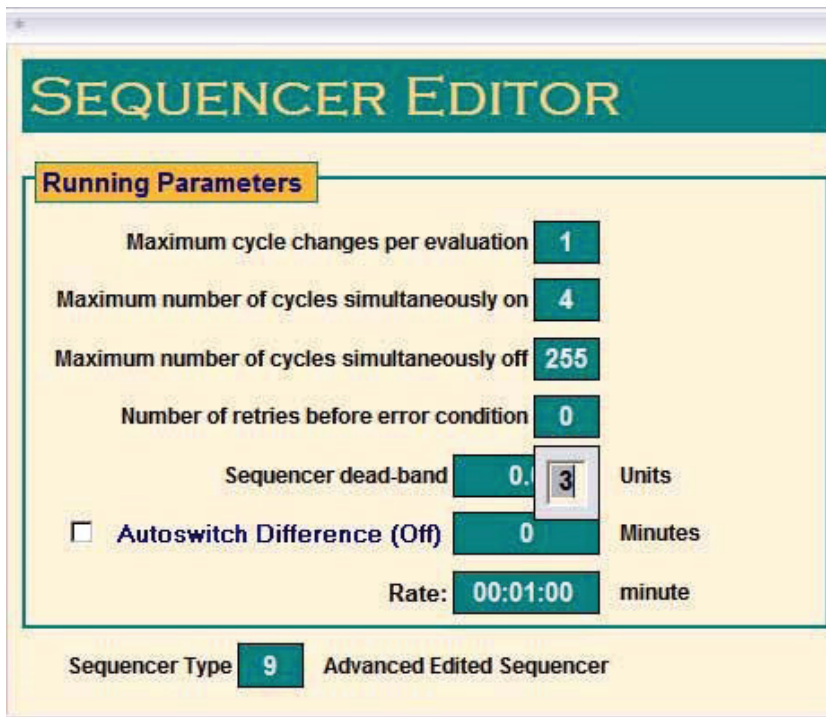 SEQUENCER EDITOR
Running Parameters
Maximum cycle changes per evaluation 1
Maximum number of cycles simultaneously on 4
Maximum number of cycles simultaneously off 255
Number of retries before error condition 0
Sequencer dead-band 0. 3 Units
Autoswitch Difference (Off) 0 Minutes
Rate: 00:01:00 minute
Sequencer Type 9 Advanced Edited Sequencer